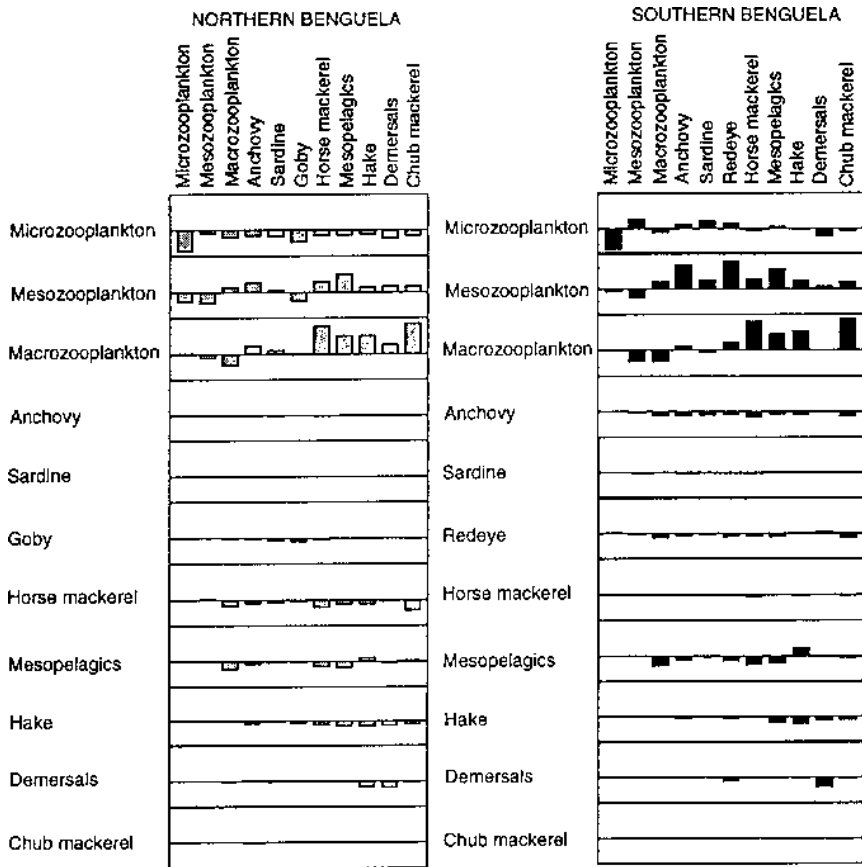 NORTHERN BENGUELA
Microzooplankton
Mesozooplankton
Macrozooplankton
Anchovy
Sardine
Goby
Horse mackerel
Mesopelagics
Hake
Demersals
Chub mackerel
Microzooplankton
Mesozooplankton
Macrozooplankton
Anchovy
Sardine
Goby
Horse mackerel
Mesopelagics
Hake
Demersals
Chub mackerel
SOUTHERN BENGUELA
Microzooplankton
Mesozooplankton
Macrozooplankton
Anchovy
Sardine
Redeye
Horse mackerel
Mesopelagics
Hake
Demersals
Chub mackerel
Microzooplankton
Mesozooplankton
Macrozooplankton
Anchovy
Sardine
Redeye
Horse mackerel
Mesopelagics
Hake
Demersals
Chub mackerel